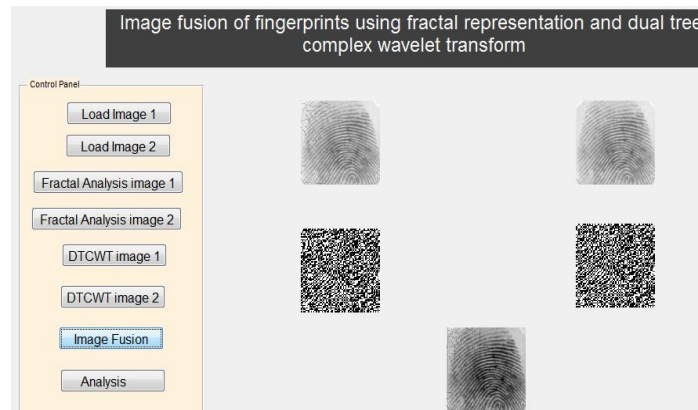 Image fusion of fingerprints using fractal representation and dual tree
complex wavelet transform
Control Panel
Load Image 1
Load Image 2
Fractal Analysis image 1
Fractal Analysis image 2
DTCWT image 1
DTCWT image 2
Image Fusion
Analysis